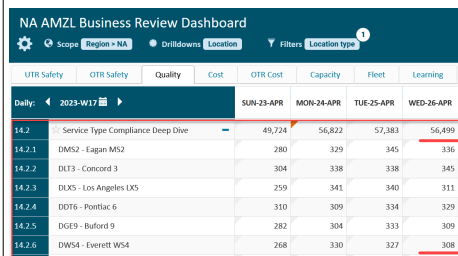 NA AMZL Business Review Dashboard
Scope Region > NA Drilldowns Location Filters Location type 1
UTR Safety OTR Safety Quality Cost OTR Cost Capacity Fleet Learning
Daily: 2023-W17 SUN-23-APR MON-24-APR TUE-25-APR WED-26-APR
14.2 Service Type Compliance Deep Dive 49,724 56,822 57,383 56,499
14.2.1 DMS2 - Eagan MS2 280 329 345 336
14.2.2 DLT3 - Concord 3 304 338 338 345
14.2.3 DLX5 - Los Angeles LX5 259 341 340 311
14.2.4 DDT6 - Pontiac 6 310 309 334 329
14.2.5 DGE9 - Buford 9 282 304 333 309
14.2.6 DWS4 - Everett WS4 268 330 327 308